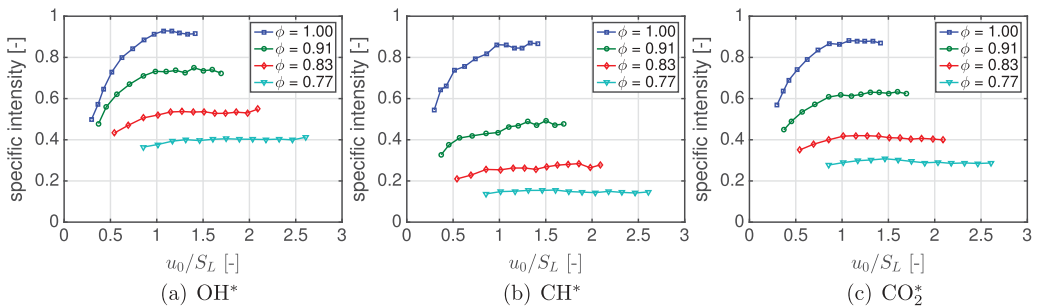 specific intensity [-]
1
0.8
0.6
0.4
0.2
0
ϕ = 1.00
ϕ = 0.91
ϕ = 0.83
ϕ = 0.77
0 0.5 1 1.5 2 2.5 3
u₀/S_L [-]
(a) OH*
specific intensity [-]
1
0.8
0.6
0.4
0.2
0
ϕ = 1.00
ϕ = 0.91
ϕ = 0.83
ϕ = 0.77
0 0.5 1 1.5 2 2.5 3
u₀/S_L [-]
(b) CH*
specific intensity [-]
1
0.8
0.6
0.4
0.2
0
ϕ = 1.00
ϕ = 0.91
ϕ = 0.83
ϕ = 0.77
0 0.5 1 1.5 2 2.5 3
u₀/S_L [-]
(c) CO₂*